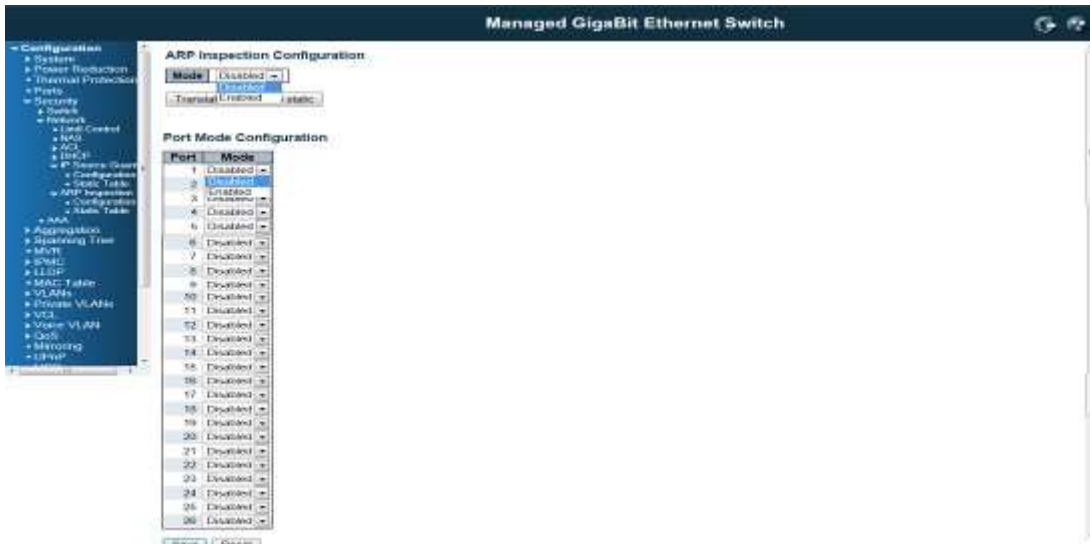 Managed GigaBit Ethernet Switch
Configuration
System
Power Reduction
Thermal Protection
Ports
Security
Switch
Network
Limit Control
NAS
ACL
DHCP
IP Source Guard
Configuration
Static Table
ARP Inspection
Configuration
Static Table
AAA
Aggregation
Spanning Tree
MVR
IPMC
LLDP
MAC Table
VLANs
Private VLANs
VCL
Voice VLAN
QoS
Mirroring
UPnP
ARP Inspection Configuration
Mode Disabled
Disabled
Enabled
static
Port Mode Configuration
Port Mode
1 Disabled
2 Disabled
Enabled
3 Disabled
4 Disabled
5 Disabled
6 Disabled
7 Disabled
8 Disabled
9 Disabled
10 Disabled
11 Disabled
12 Disabled
13 Disabled
14 Disabled
15 Disabled
16 Disabled
17 Disabled
18 Disabled
19 Disabled
20 Disabled
21 Disabled
22 Disabled
23 Disabled
24 Disabled
25 Disabled
26 Disabled
Save Reset